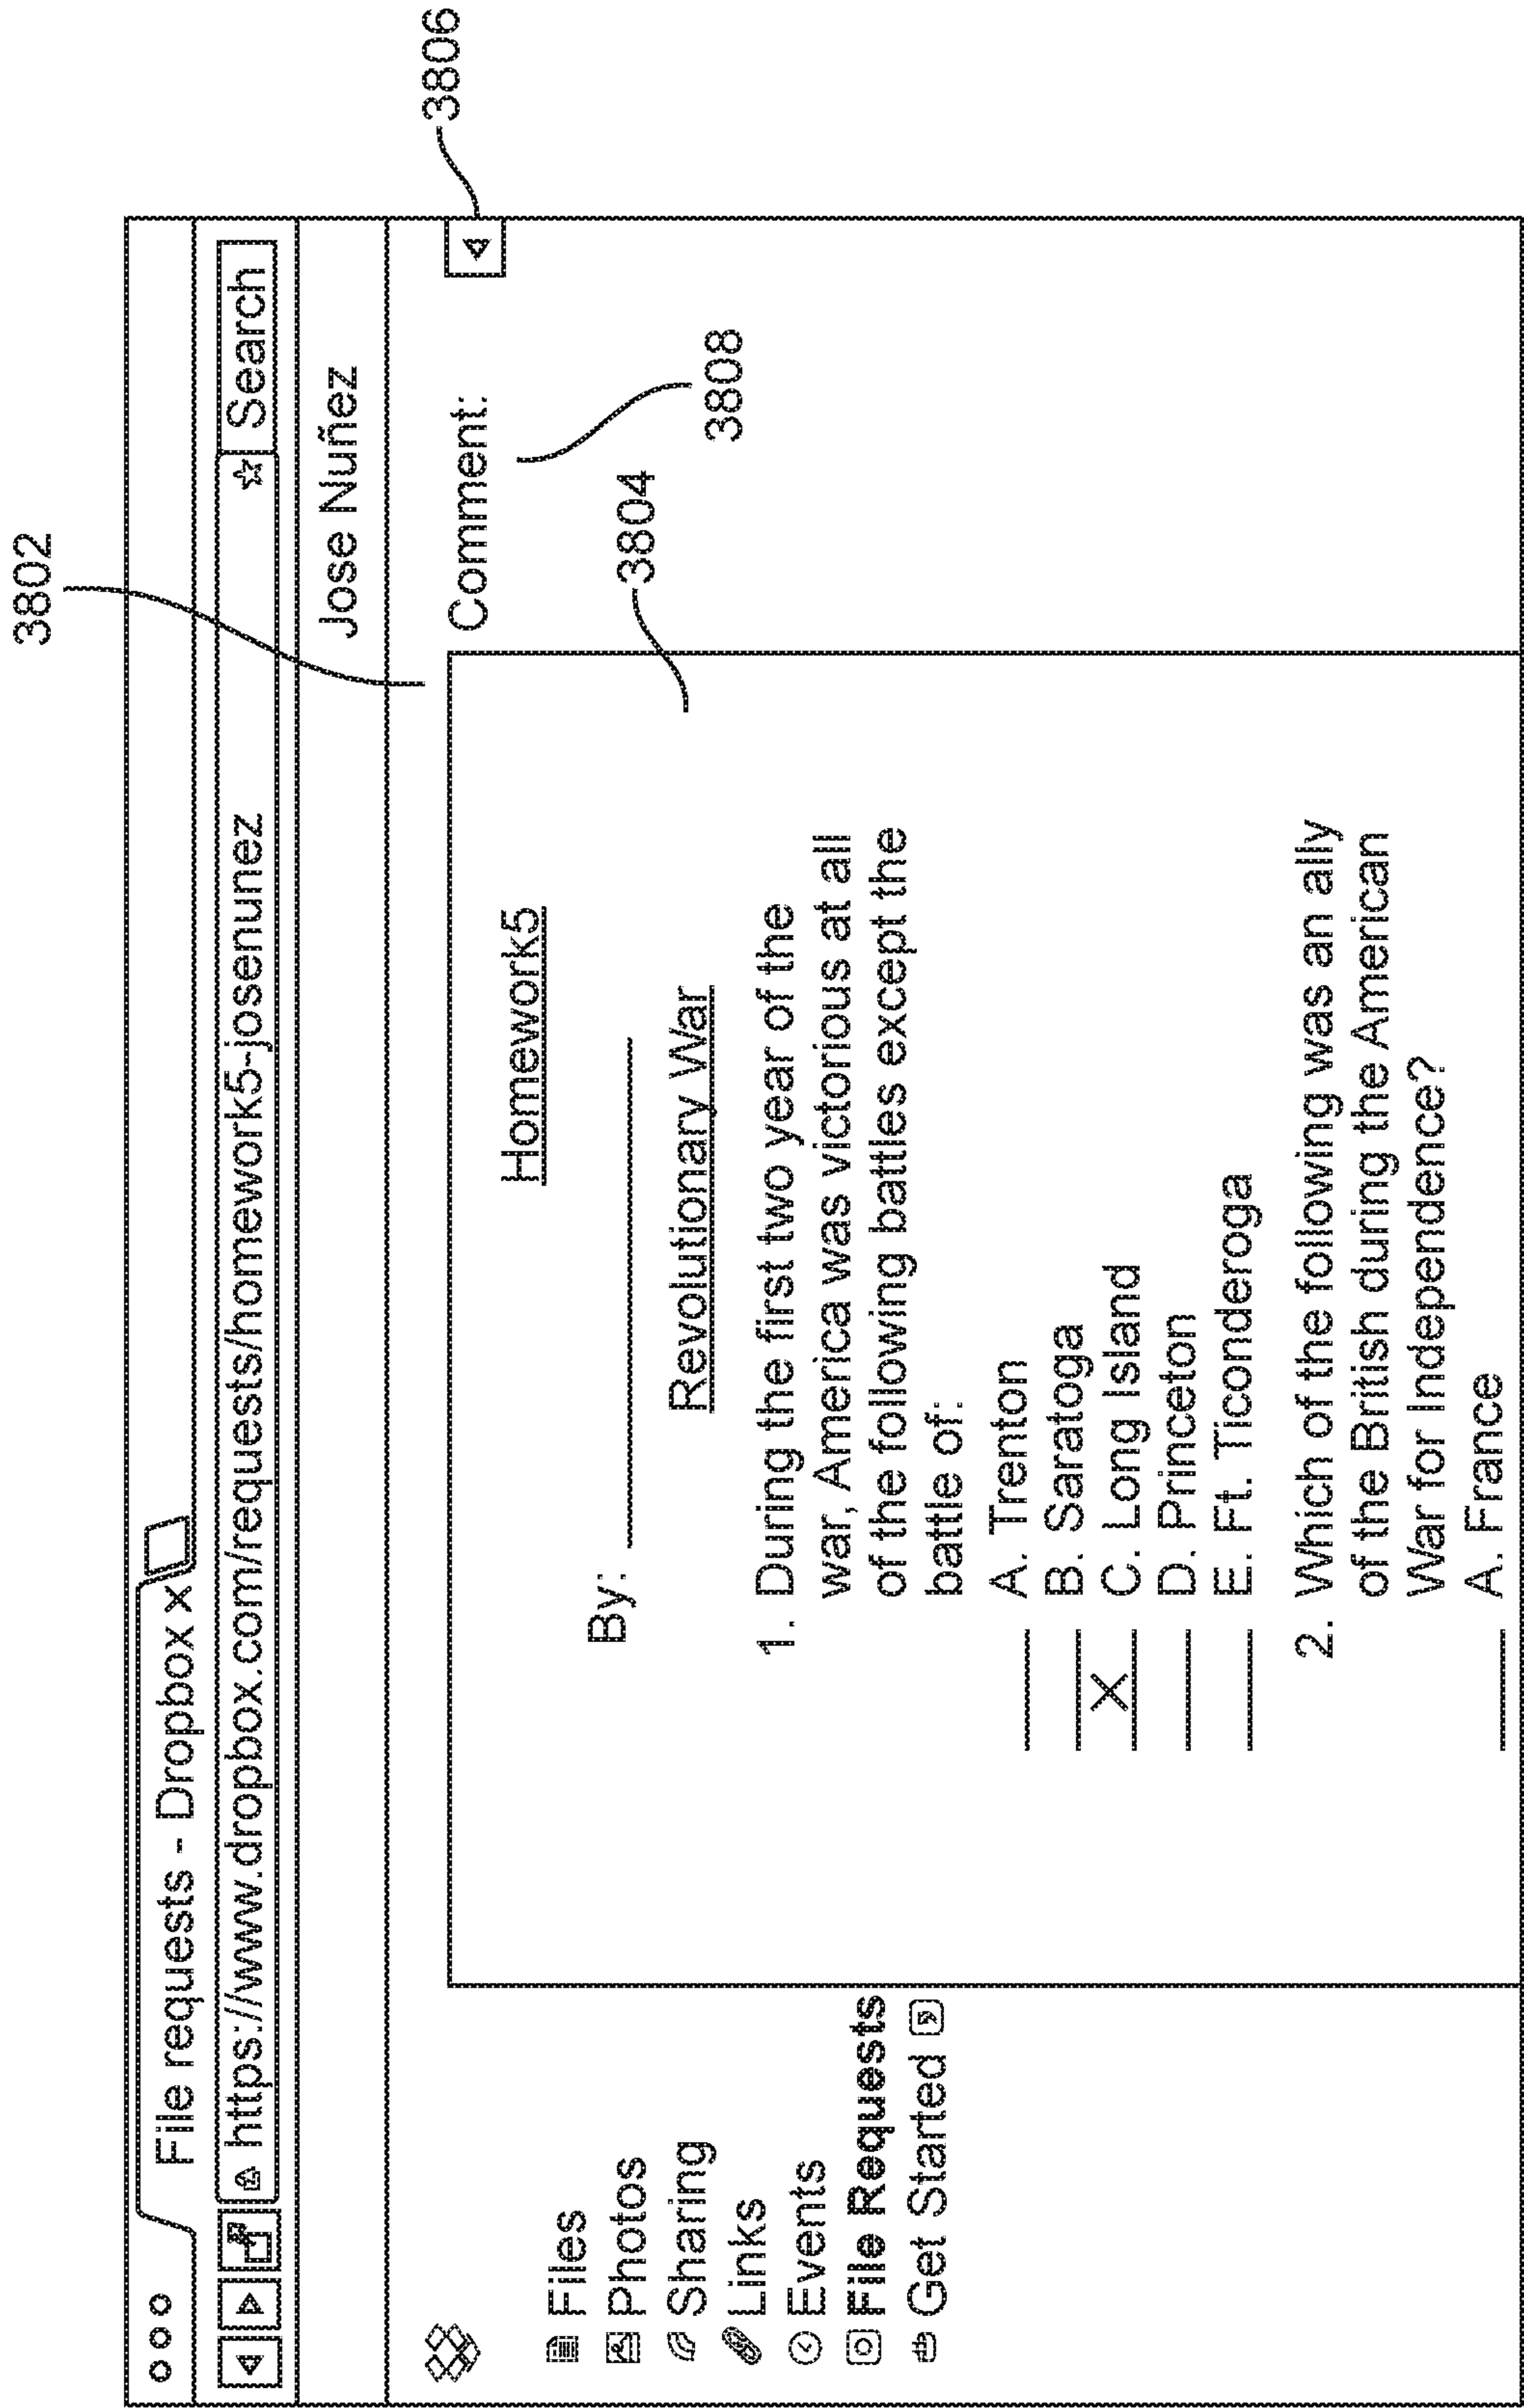 3802
File requests - Dropbox x
https://www.dropbox.com/requests/homework5-josenunez
Search
Jose Nuñez
3806
Files
Photos
Sharing
Links
Events
File Requests
Get Started
Homework5
By:
Revolutionary War
1. During the first two year of the
war, America was victorious at all
of the following battles except the
battle of:
A. Trenton
B. Saratoga
X C. Long Island
D. Princeton
E. Ft. Ticonderoga
2. Which of the following was an ally
of the British during the American
War for Independence?
A. France
Comment:
3808
3804